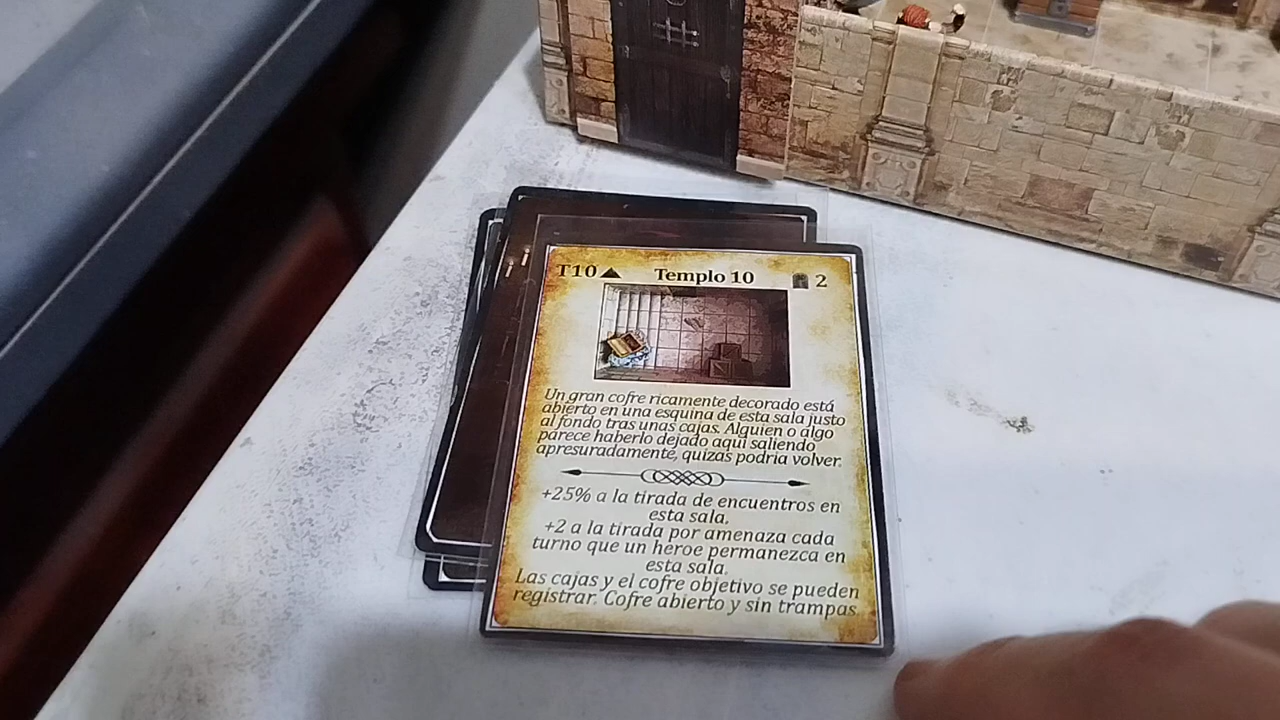 T10 Templo 10 2
Un gran cofre ricamente decorado está
abierto en una esquina de esta sala justo
al fondo tras unas cajas. Alguien o algo
parece haberlo dejado aquí saliendo
apresuradamente, quizas podria volver.
+25% a la tirada de encuentros en
esta sala.
+2 a la tirada por amenaza cada
turno que un heroe permanezca en
esta sala.
Las cajas y el cofre objetivo se pueden
registrar. Cofre abierto y sin trampas.